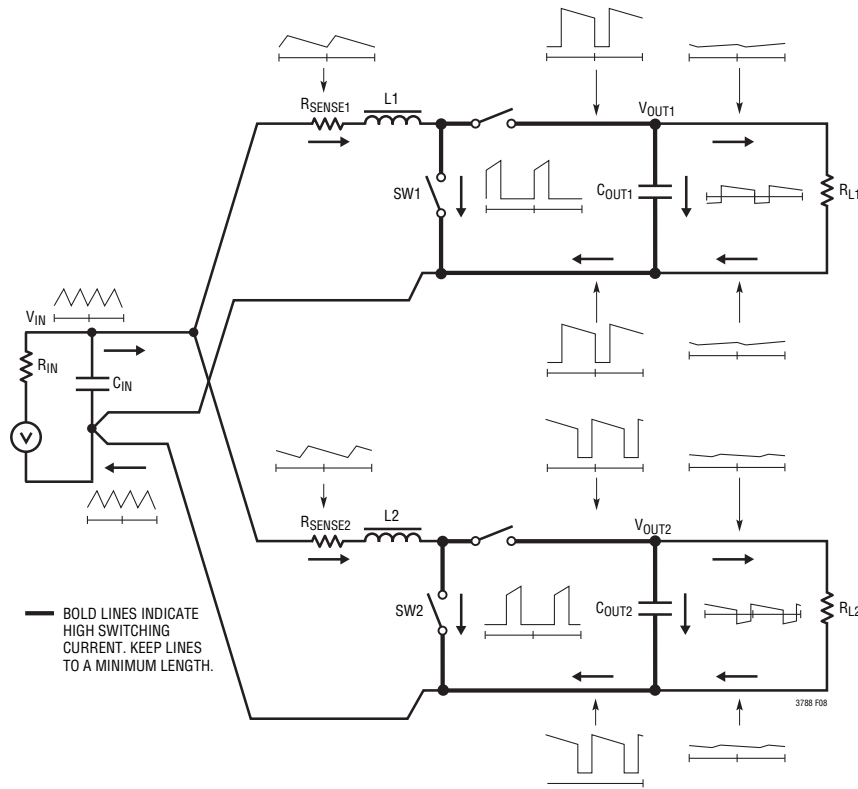 L1
RSENSE1
VOUT1
SW1
COUT1
RL1
VIN
RIN
CIN
V
L2
RSENSE2
VOUT2
SW2
COUT2
RL2
BOLD LINES INDICATE
HIGH SWITCHING
CURRENT. KEEP LINES
TO A MINIMUM LENGTH.
3788 F08